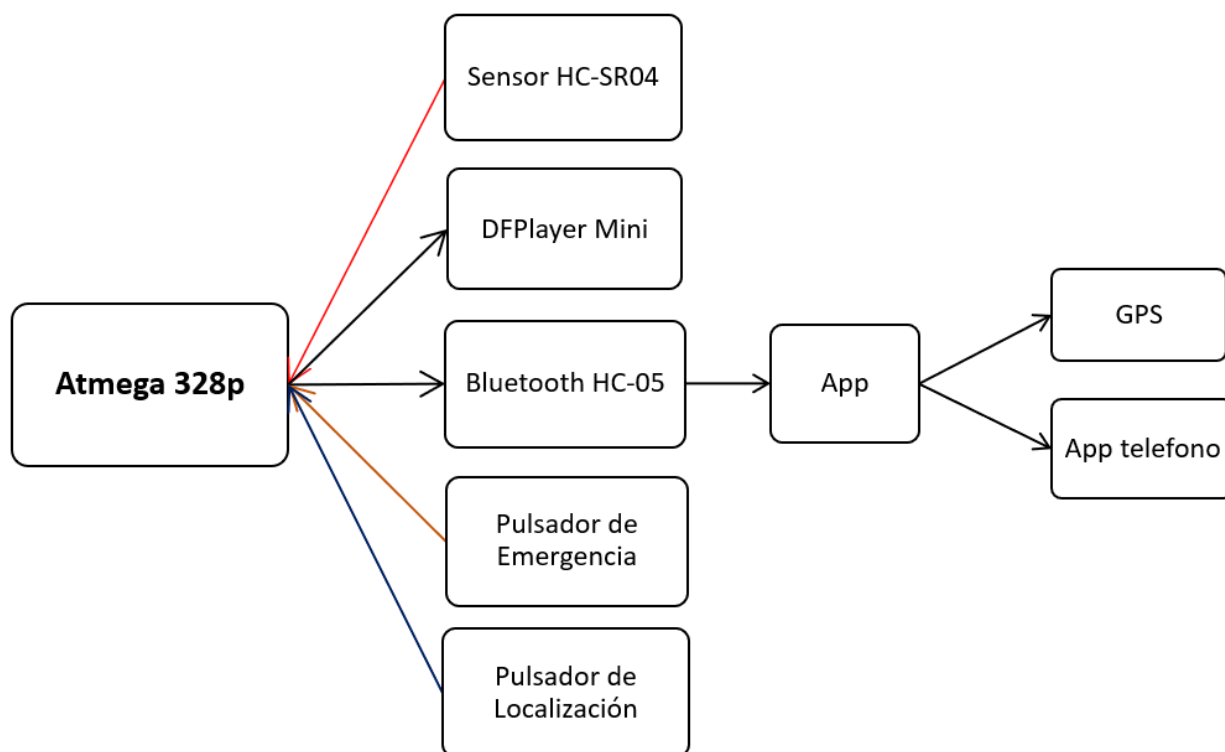 Sensor HC-SR04
DFPlayer Mini
Atmega 328p
Bluetooth HC-05
App
GPS
App telefono
Pulsador de
Emergencia
Pulsador de
Localización